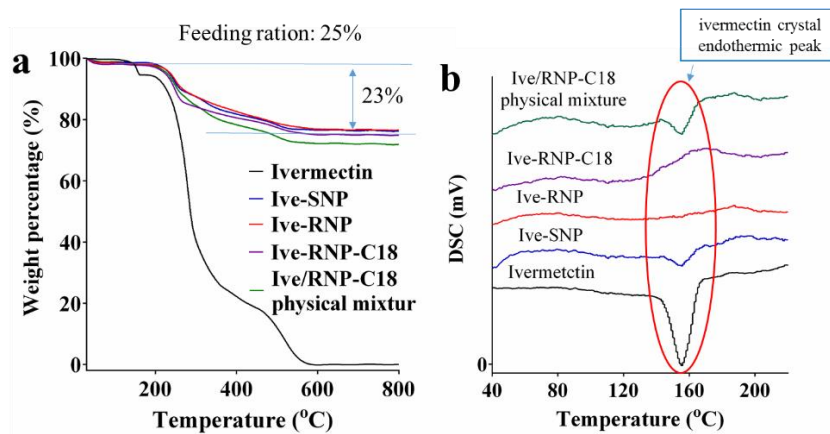 Feeding ration: 25%
a
100
80
60
40
20
0
Weight percentage (%)
23%
Ivermectin
Ive-SNP
Ive-RNP
Ive-RNP-C18
Ive/RNP-C18
physical mixtur
0
200
400
600
800
Temperature (°C)
ivermectin crystal
endothermic peak
b
Ive/RNP-C18
physical mixture
Ive-RNP-C18
Ive-RNP
Ive-SNP
Ivermetctin
DSC (mV)
0
40
80
120
160
200
Temperature (°C)